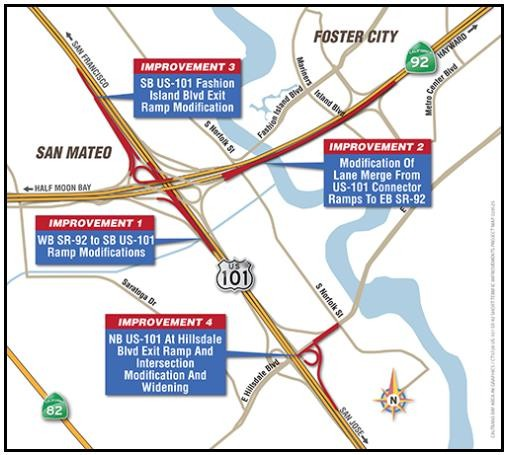 FOSTER CITY
CALIFORNIA
92
HAYWARD
SAN FRANCISCO
IMPROVEMENT 3
SB US-101 Fashion
Island Blvd Exit
Ramp Modification
Mariners
Island Blvd
Fashion Island Blvd
Metro Center Blvd
S Norfolk St
SAN MATEO
IMPROVEMENT 2
Modification Of
Lane Merge From
US-101 Connector
Ramps To EB SR-92
HALF MOON BAY
IMPROVEMENT 1
WB SR-92 to SB US-101
Ramp Modifications
US
101
Saratoga Dr
S Norfolk St
IMPROVEMENT 4
NB US-101 At Hillsdale
Blvd Exit Ramp And
Intersection
Modification And
Widening
E Hillsdale Blvd
CALIFORNIA
82
N
SAN JOSE